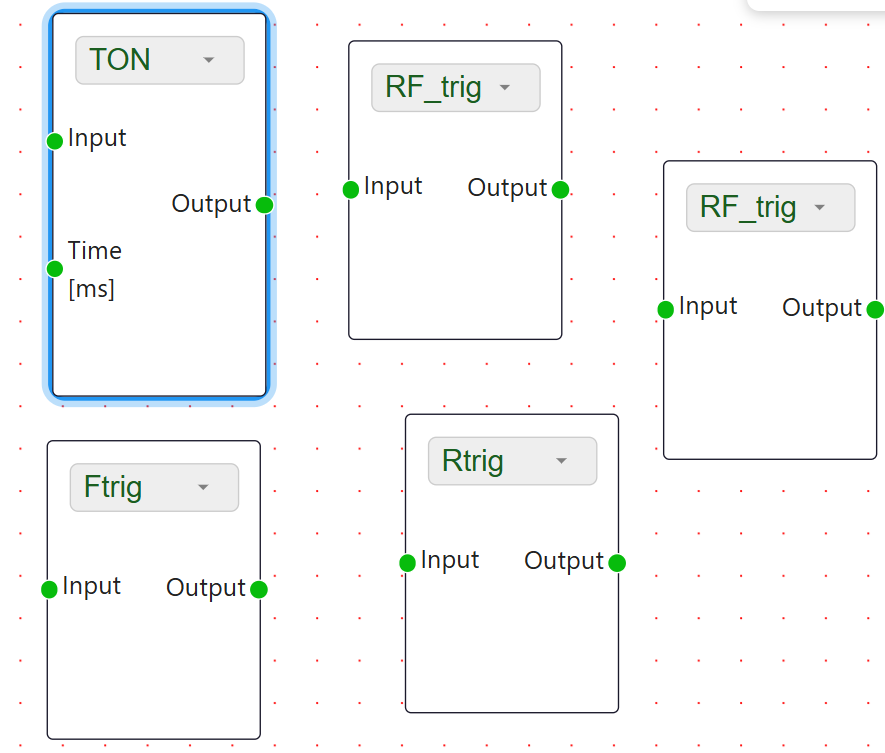 TON
Input
Output
Time
[ms]
RF_trig
Input
Output
RF_trig
Input
Output
Ftrig
Input
Output
Rtrig
Input
Output